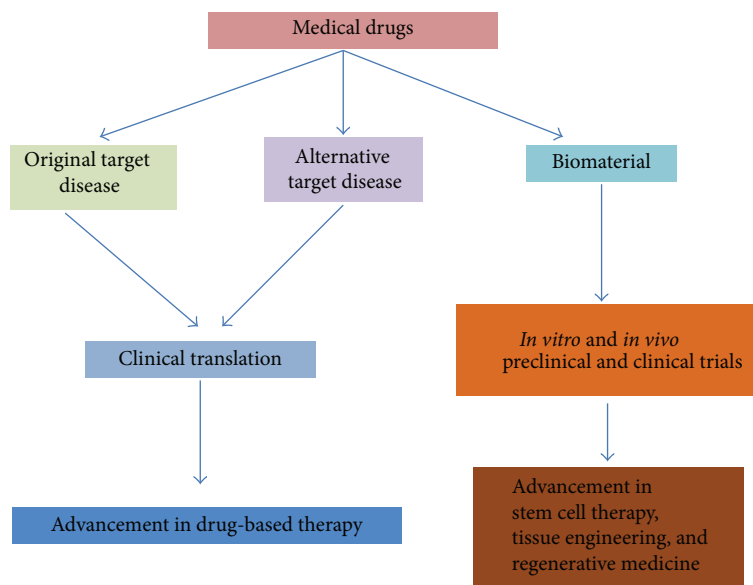 Medical drugs
Original target
disease
Alternative
target disease
Biomaterial
Clinical translation
In vitro and in vivo
preclinical and clinical trials
Advancement in drug-based therapy
Advancement in
stem cell therapy,
tissue engineering, and
regenerative medicine